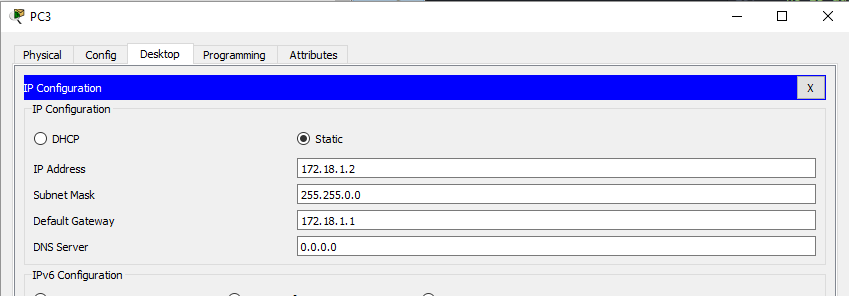 PC3
Physical Config Desktop Programming Attributes
IP Configuration X
IP Configuration
DHCP Static
IP Address 172.18.1.2
Subnet Mask 255.255.0.0
Default Gateway 172.18.1.1
DNS Server 0.0.0.0
IPv6 Configuration